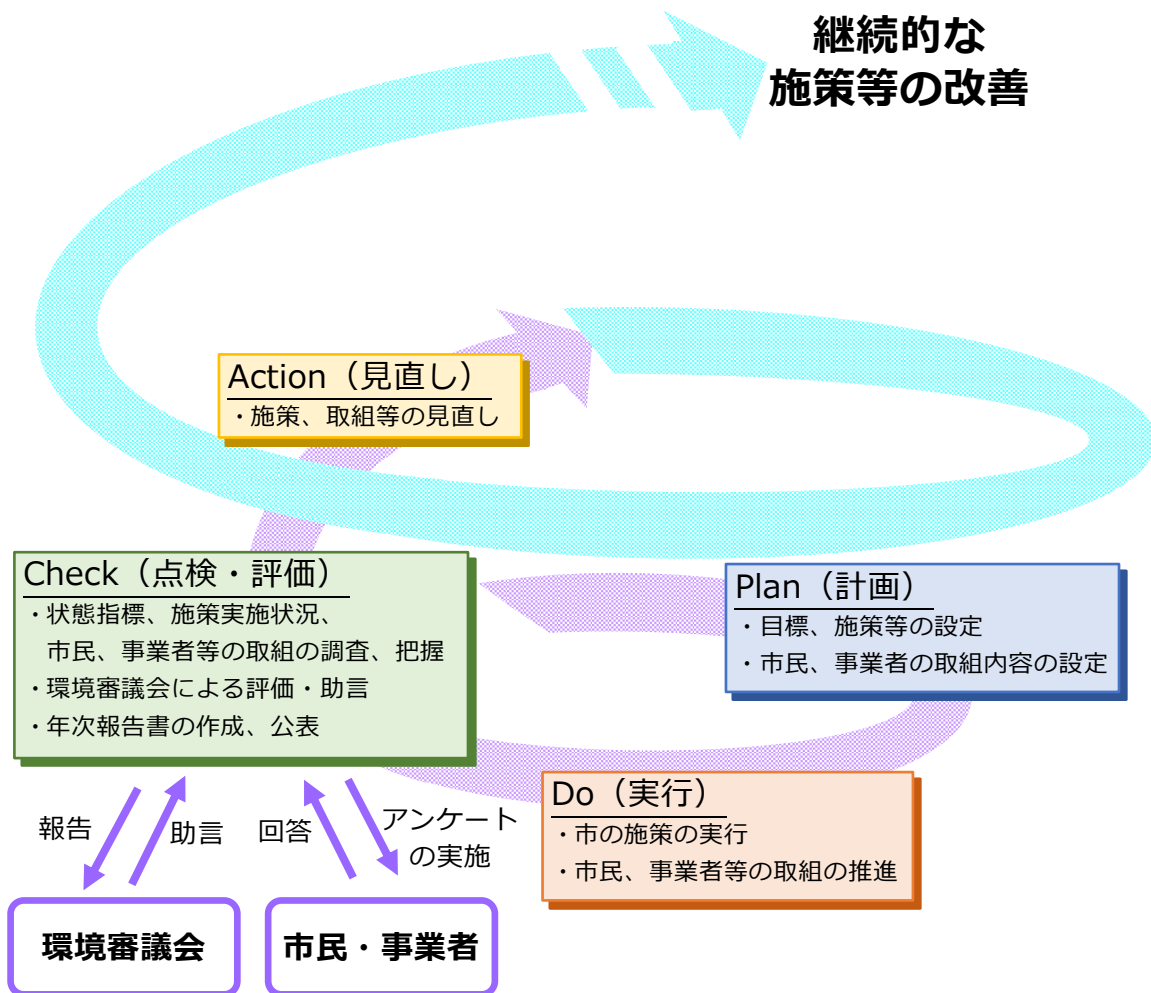 継続的な
施策等の改善
Action（見直し）
・施策、取組等の見直し
Check（点検・評価）
・状態指標、施策実施状況、
市民、事業者等の取組の調査、把握
・環境審議会による評価・助言
・年次報告書の作成、公表
Plan（計画）
・目標、施策等の設定
・市民、事業者の取組内容の設定
Do（実行）
・市の施策の実行
・市民、事業者等の取組の推進
報告
助言
回答
アンケート
の実施
環境審議会
市民・事業者